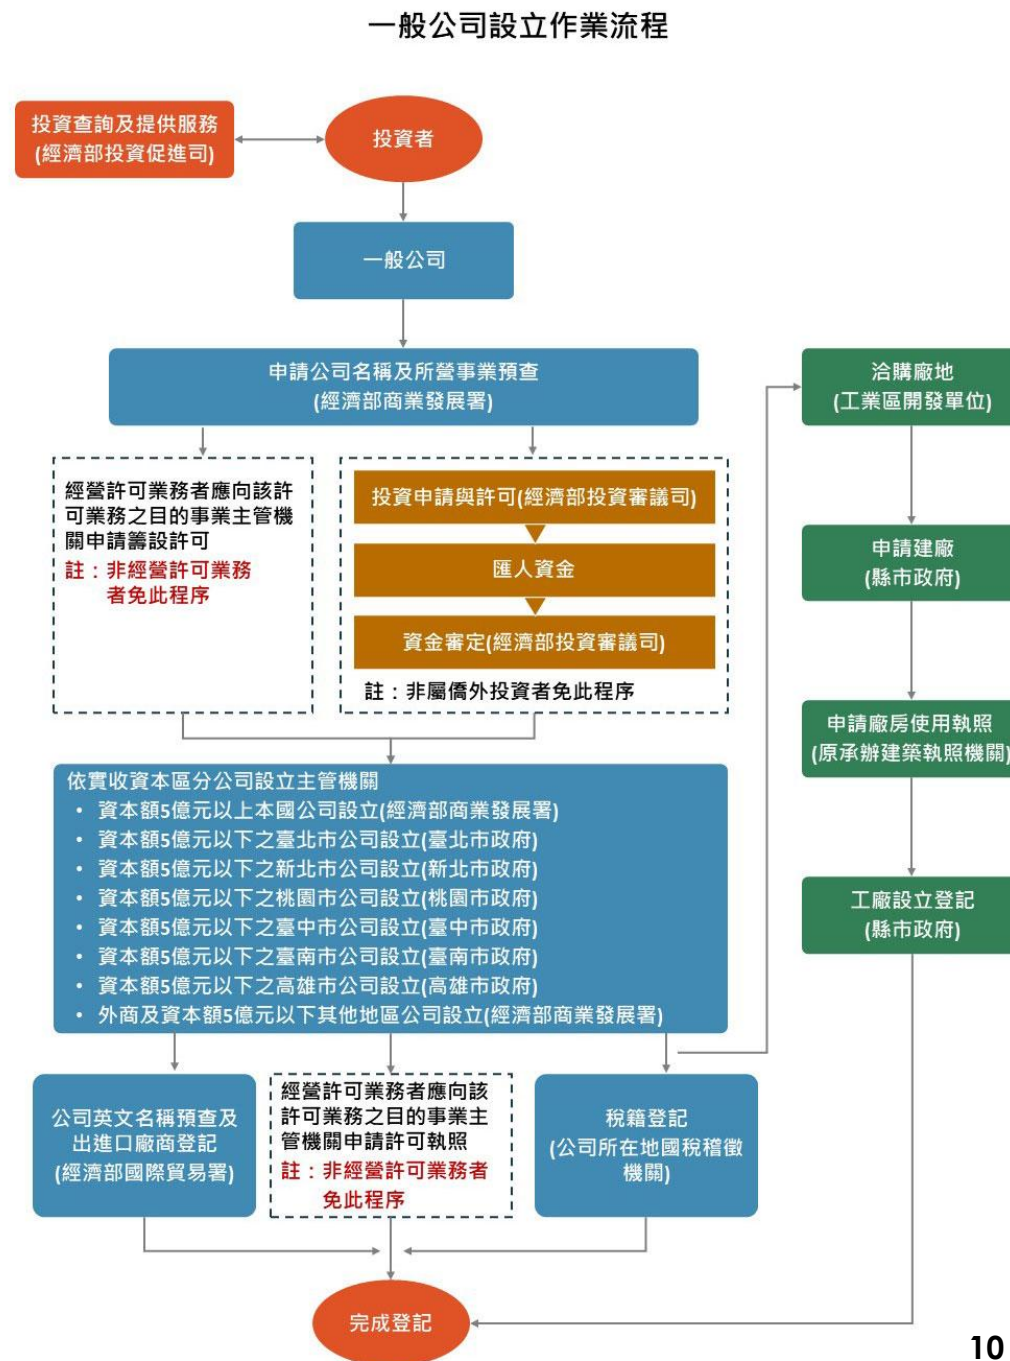 一般公司設立作業流程
投資查詢及提供服務
(經濟部投資促進司)
投資者
一般公司
申請公司名稱及所營事業預查
(經濟部商業發展署)
經營許可業務者應向該許
可業務之目的事業主管機
關申請籌設許可
註：非經營許可業務
者免此程序
投資申請與許可(經濟部投資審議司)
匯人資金
資金審定(經濟部投資審議司)
註：非屬僑外投資者免此程序
依實收資本區分公司設立主管機關
• 資本額5億元以上本國公司設立(經濟部商業發展署)
• 資本額5億元以下之臺北市公司設立(臺北市政府)
• 資本額5億元以下之新北市公司設立(新北市政府)
• 資本額5億元以下之桃園市公司設立(桃園市政府)
• 資本額5億元以下之臺中市公司設立(臺中市政府)
• 資本額5億元以下之臺南市公司設立(臺南市政府)
• 資本額5億元以下之高雄市公司設立(高雄市政府)
• 外商及資本額5億元以下其他地區公司設立(經濟部商業發展署)
公司英文名稱預查及
出進口廠商登記
(經濟部國際貿易署)
經營許可業務者應向該
許可業務之目的事業主
管機關申請許可執照
註：非經營許可業務者
免此程序
稅籍登記
(公司所在地國稅稽徵
機關)
洽購廠地
(工業區開發單位)
申請建廠
(縣市政府)
申請廠房使用執照
(原承辦建築執照機關)
工廠設立登記
(縣市政府)
完成登記
10